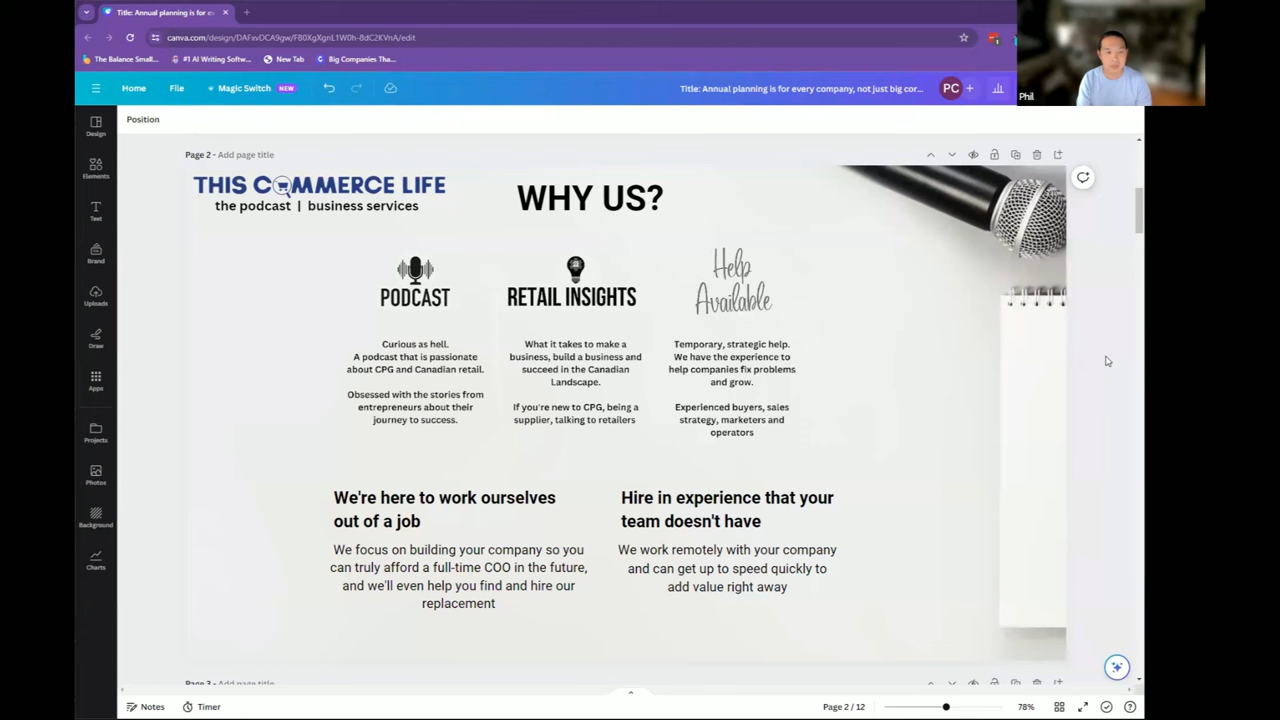 Title: Annual planning is for e
canva.com/design/DAFxvDCA9gw/F80XgXgnL1W0h-8dC2KVnA/edit
The Balance Small...
#1 AI Writing Softw...
New Tab
Big Companies Tha...
Home
File
Magic Switch
NEW
Title: Annual planning is for every company, not just big cor...
PC
Phil
Position
Design
Elements
Text
Brand
Uploads
Draw
Apps
Projects
Photos
Background
Charts
Page 2 - Add page title
THIS COMMERCE LIFE
the podcast | business services
WHY US?
PODCAST
Curious as hell.
A podcast that is passionate
about CPG and Canadian retail.
Obsessed with the stories from
entrepreneurs about their
journey to success.
RETAIL INSIGHTS
What it takes to make a
business, build a business and
succeed in the Canadian
Landscape.
If you're new to CPG, being a
supplier, talking to retailers
Help
Available
Temporary, strategic help.
We have the experience to
help companies fix problems
and grow.
Experienced buyers, sales
strategy, marketers and
operators
We're here to work ourselves
out of a job
We focus on building your company so you
can truly afford a full-time COO in the future,
and we'll even help you find and hire our
replacement
Hire in experience that your
team doesn't have
We work remotely with your company
and can get up to speed quickly to
add value right away
Page 3 - Add page title
Notes
Timer
Page 2 / 12
78%